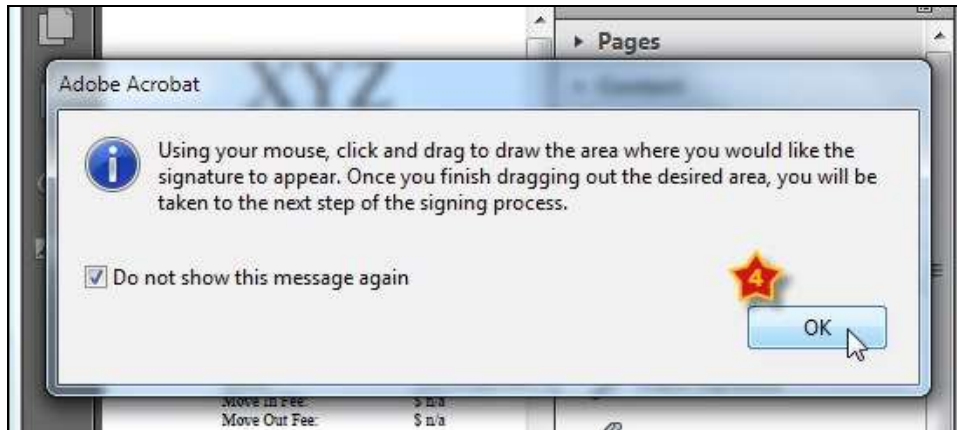 Pages
Adobe Acrobat
XYZ
Using your mouse, click and drag to draw the area where you would like the
signature to appear. Once you finish dragging out the desired area, you will be
taken to the next step of the signing process.
Do not show this message again
4
OK
Move In Fee: $ n/a
Move Out Fee: $ n/a